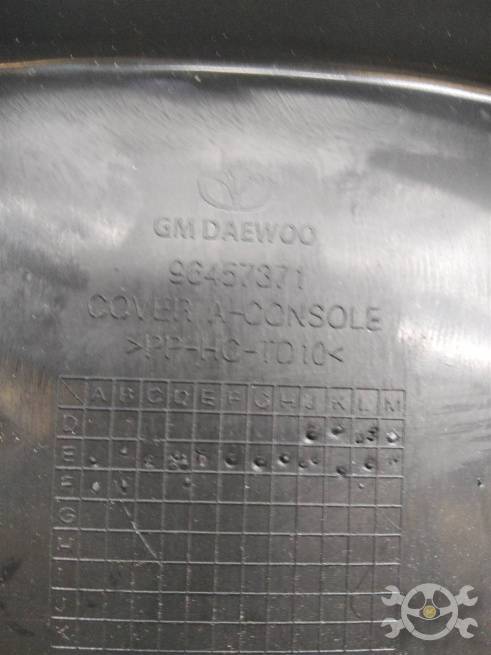 GM DAEWOO
96457371
COVER A-CONSOLE
>PP-HC-TD10<
A B C D E F G H J K L M
D
E
F
G
H
I
J
K